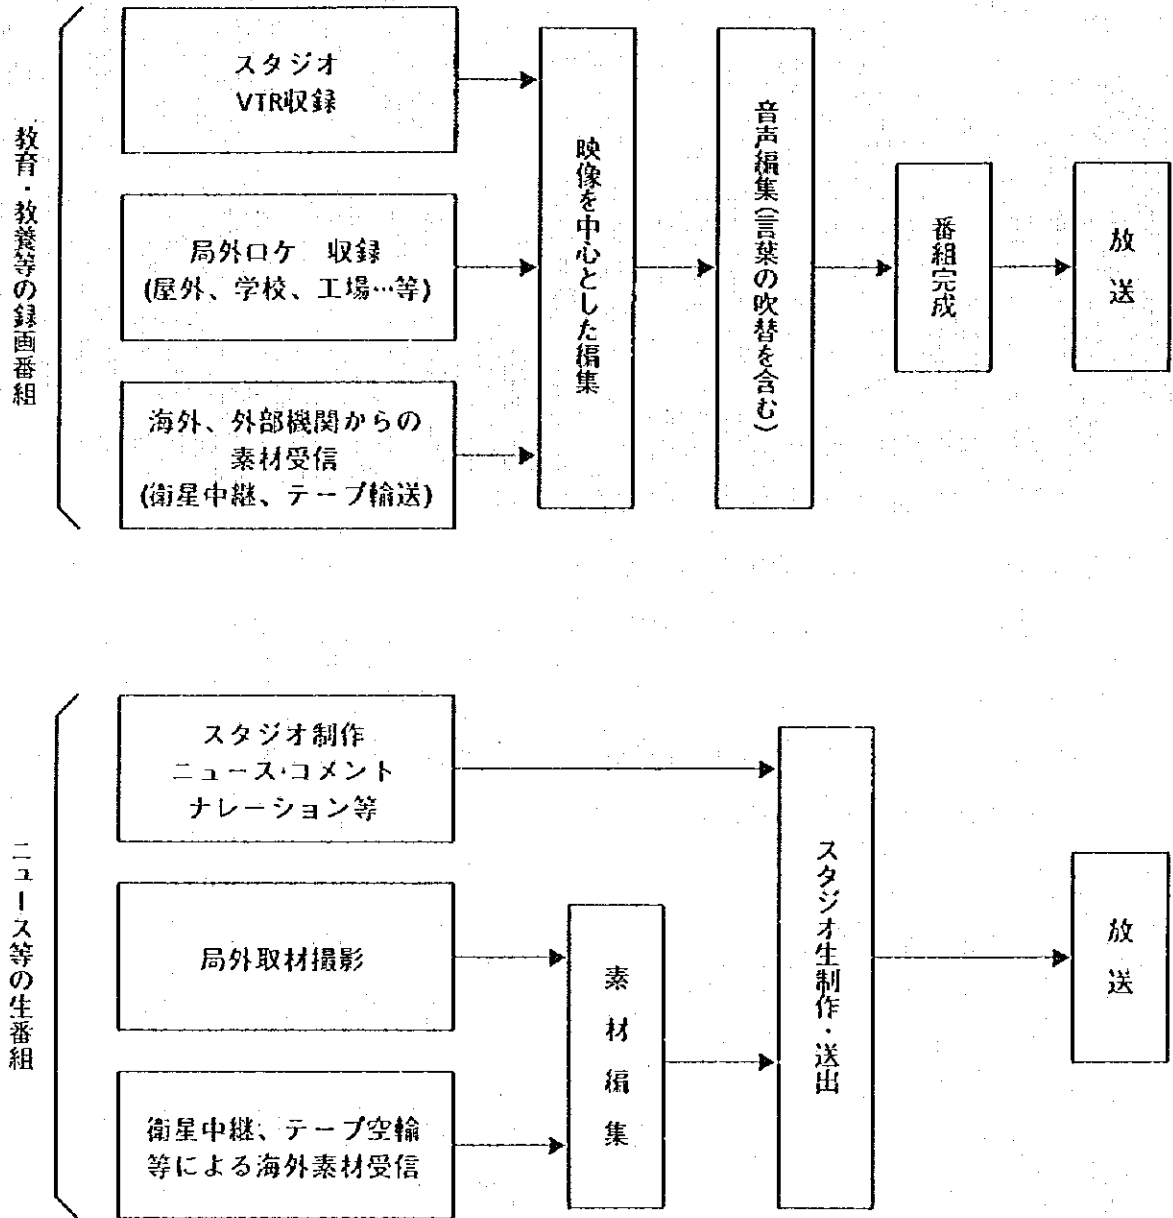 教育・教養等の録画番組
スタジオ
VTR収録
局外ロケ 収録
(屋外、学校、工場…等)
海外、外部機関からの
素材受信
(衛星中継、テープ輸送)
映像を中心とした編集
音声編集(言葉の吹替を含む)
番組完成
放送
ニュース等の生番組
スタジオ制作
ニュース・コメント
ナレーション等
局外取材撮影
衛星中継、テープ空輸
等による海外素材受信
素材編集
スタジオ生制作・送出
放送